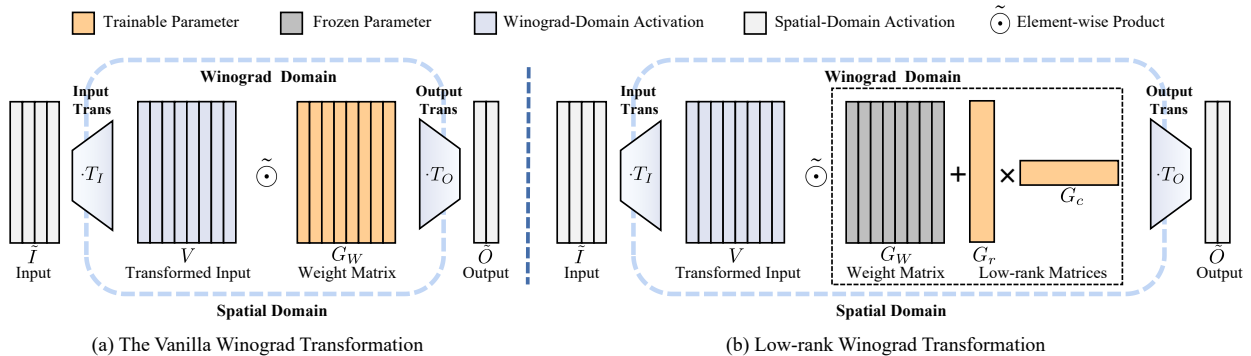 Trainable Parameter Frozen Parameter Winograd-Domain Activation Spatial-Domain Activation ⊙̃ Element-wise Product
Winograd Domain
Input Trans
Output Trans
·T_I
⊙̃
·T_O
Ĩ
V
G_W
Õ
Input
Transformed Input
Weight Matrix
Output
Spatial Domain
(a) The Vanilla Winograd Transformation
Winograd Domain
Input Trans
Output Trans
·T_I
⊙̃
+
×
·T_O
G_c
Ĩ
V
G_W
G_r
Õ
Input
Transformed Input
Weight Matrix
Low-rank Matrices
Output
Spatial Domain
(b) Low-rank Winograd Transformation